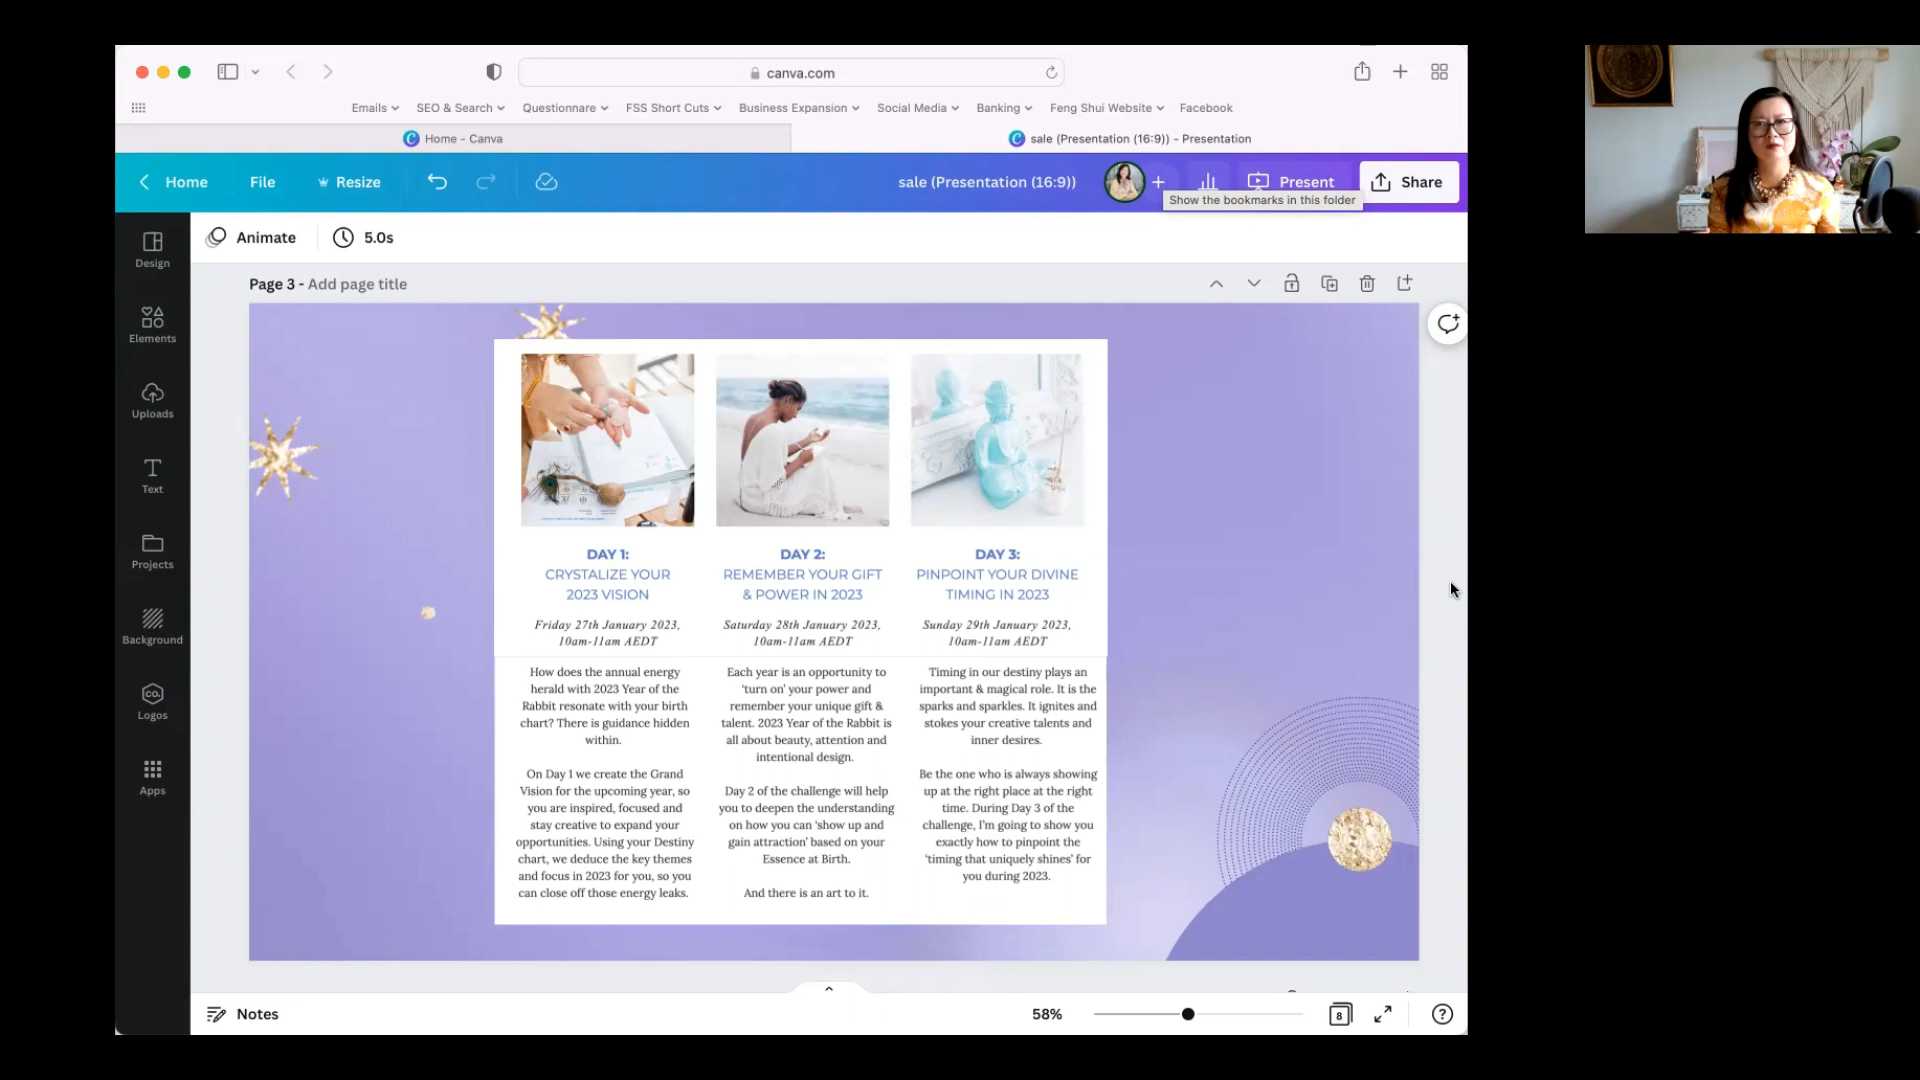 canva.com
Emails
SEO & Search
Questionnare
FSS Short Cuts
Business Expansion
Social Media
Banking
Feng Shui Website
Facebook
Home - Canva
sale (Presentation (16:9)) - Presentation
Home
File
Resize
sale (Presentation (16:9))
Present
Share
Show the bookmarks in this folder
Animate
5.0s
Page 3 - Add page title
Design
Elements
Uploads
Text
Projects
Background
CO.
Logos
Apps
DAY 1:
CRYSTALIZE YOUR
2023 VISION
Friday 27th January 2023,
10am-11am AEDT
How does the annual energy
herald with 2023 Year of the
Rabbit resonate with your birth
chart? There is guidance hidden
within.
On Day 1 we create the Grand
Vision for the upcoming year, so
you are inspired, focused and
stay creative to expand your
opportunities. Using your Destiny
chart, we deduce the key themes
and focus in 2023 for you, so you
can close off those energy leaks.
DAY 2:
REMEMBER YOUR GIFT
& POWER IN 2023
Saturday 28th January 2023,
10am-11am AEDT
Each year is an opportunity to
'turn on' your power and
remember your unique gift &
talent. 2023 Year of the Rabbit is
all about beauty, attention and
intentional design.
Day 2 of the challenge will help
you to deepen the understanding
on how you can 'show up and
gain attraction' based on your
Essence at Birth.
And there is an art to it.
DAY 3:
PINPOINT YOUR DIVINE
TIMING IN 2023
Sunday 29th January 2023,
10am-11am AEDT
Timing in our destiny plays an
important & magical role. It is the
sparks and sparkles. It ignites and
stokes your creative talents and
inner desires.
Be the one who is always showing
up at the right place at the right
time. During Day 3 of the
challenge, I'm going to show you
exactly how to pinpoint the
'timing that uniquely shines' for
you during 2023.
Notes
58%
8
?